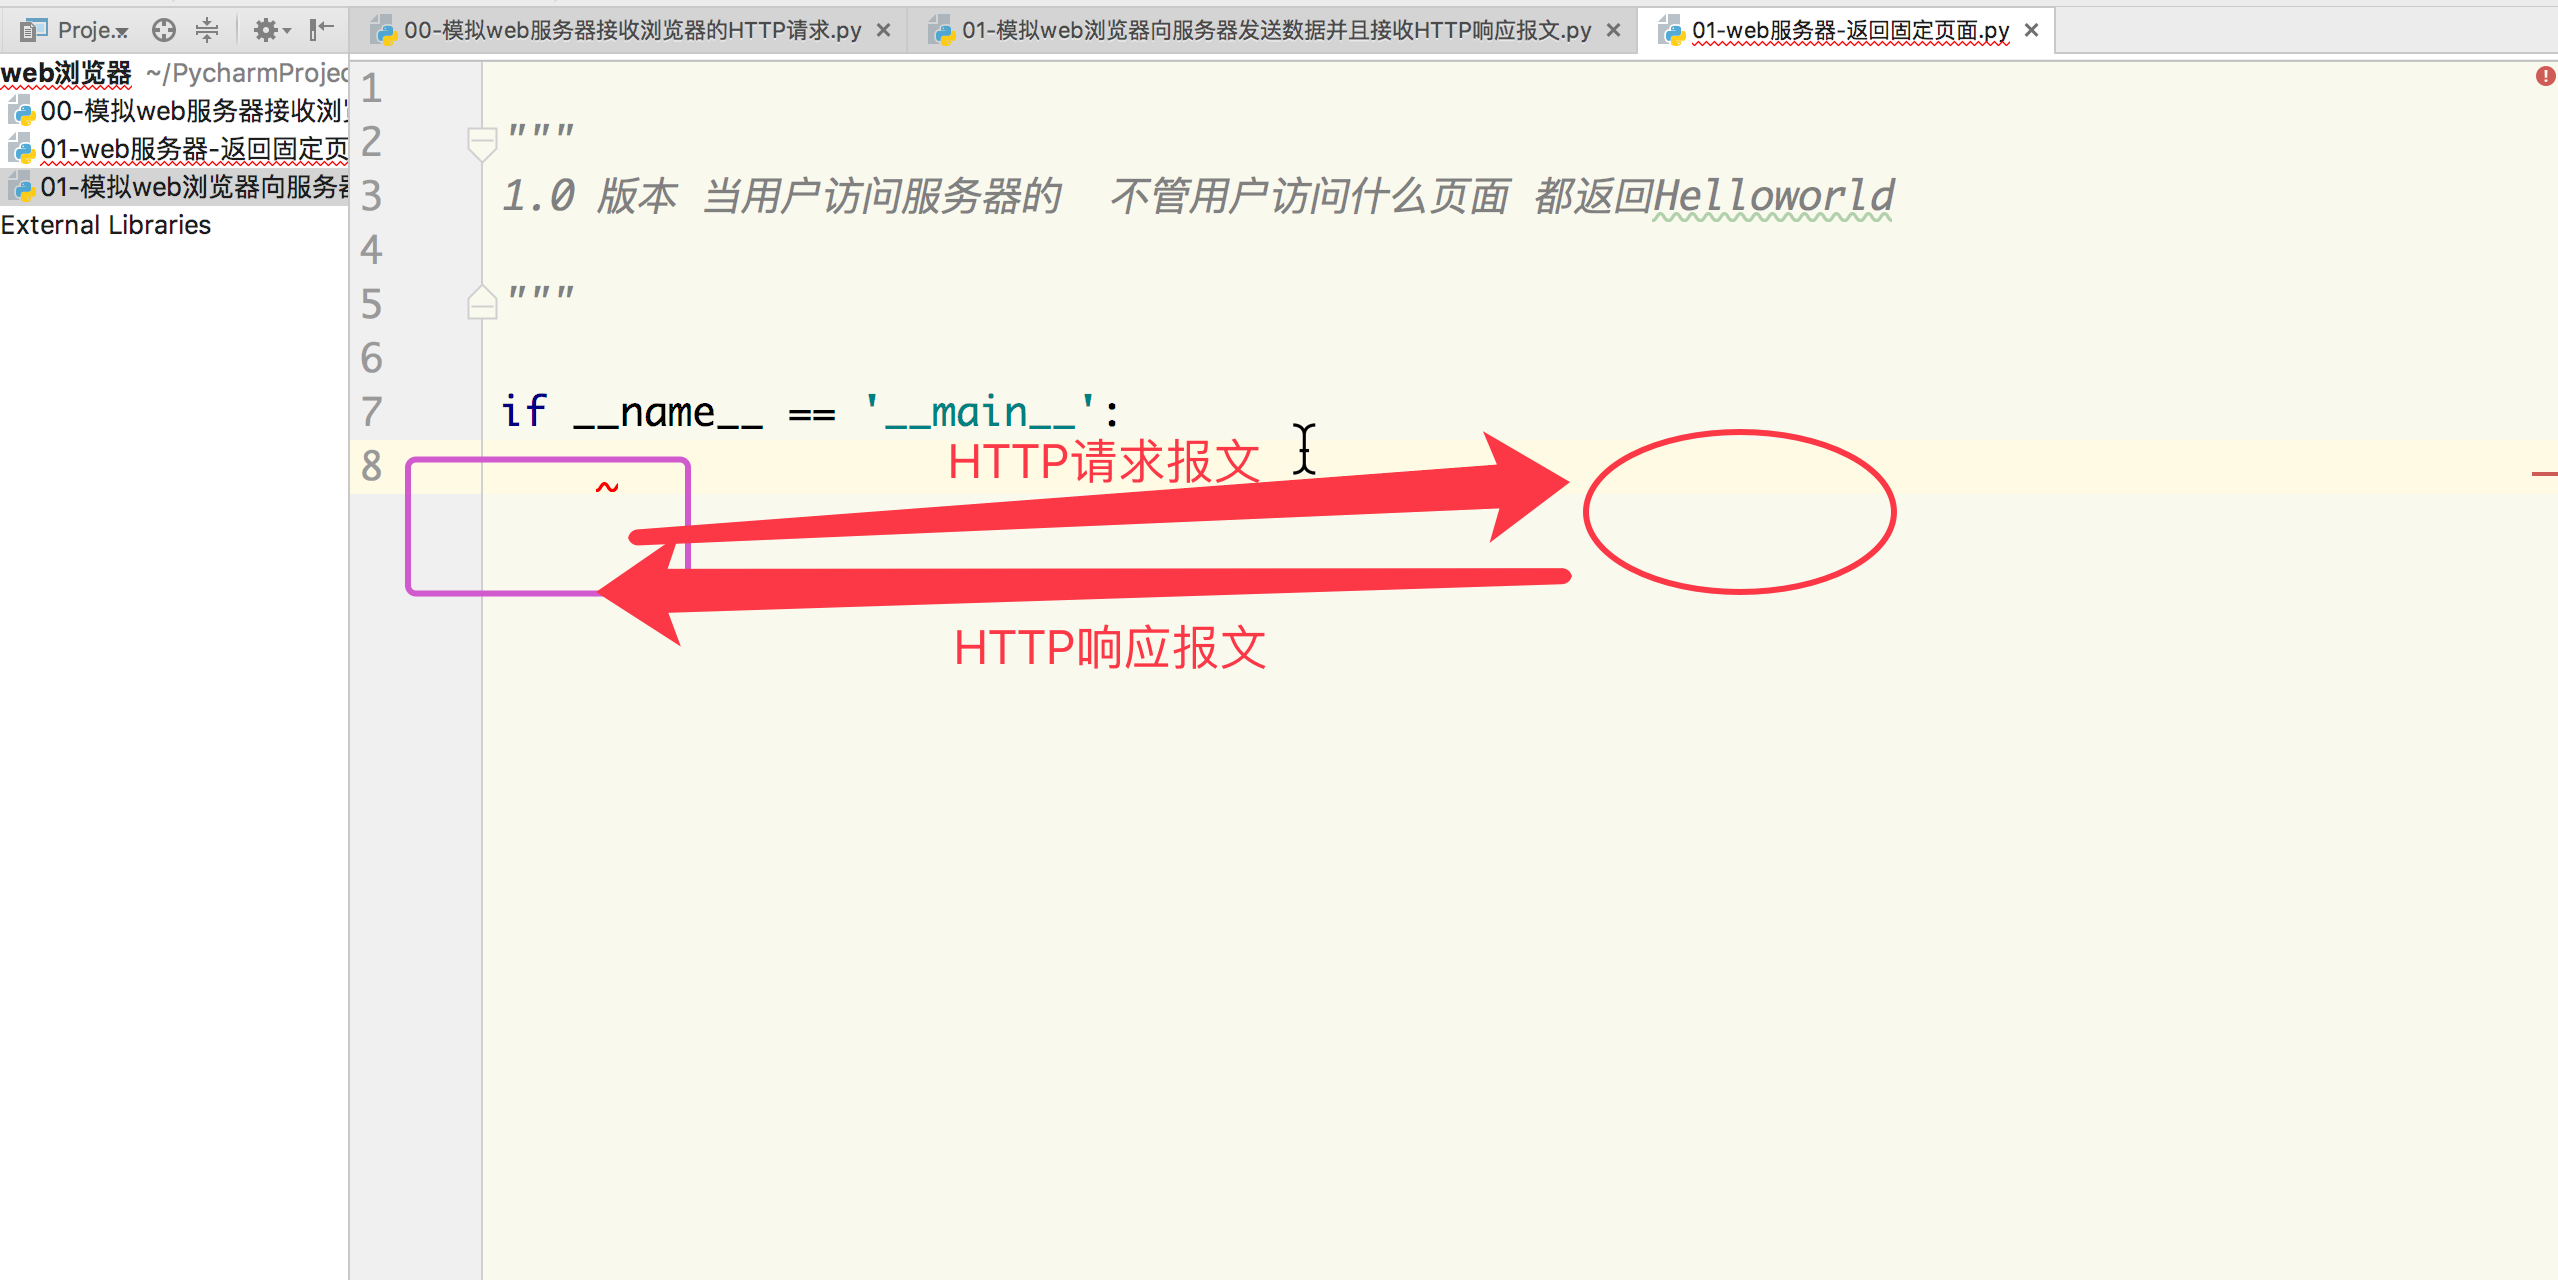 Proje..
00-模拟web服务器接收浏览器的HTTP请求.py
01-模拟web浏览器向服务器发送数据并且接收HTTP响应报文.py
01-web服务器-返回固定页面.py
web浏览器 ~/PycharmProjec
00-模拟web服务器接收浏
01-web服务器-返回固定页
01-模拟web浏览器向服务器
External Libraries
1
2 """
3 1.0 版本 当用户访问服务器的 不管用户访问什么页面 都返回Helloworld
4
5 """
6
7 if __name__ == '__main__':
8
HTTP请求报文
HTTP响应报文